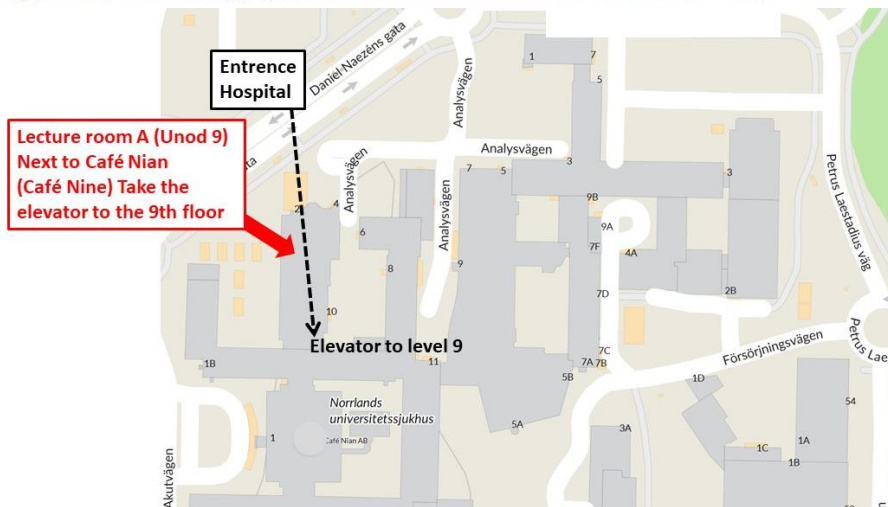 Daniel Naezéns gata
Entrence
Hospital
Lecture room A (Unod 9)
Next to Café Nian
(Café Nine) Take the
elevator to the 9th floor
gata
Analysvägen
Analysvägen
Analysvägen
Analysvägen
1
7
5
3
7
5
3
2
4
6
8
9
9B
9A
7F
4A
7D
2B
10
Elevator to level 9
11
1B
7C
7A
7B
5B
5A
3A
1
Norrlands
universitetssjukhus
Café Nian AB
Akutvägen
Petrus Laestadius väg
Petrus Lae
Försörjningsvägen
1D
54
1A
1C
1B